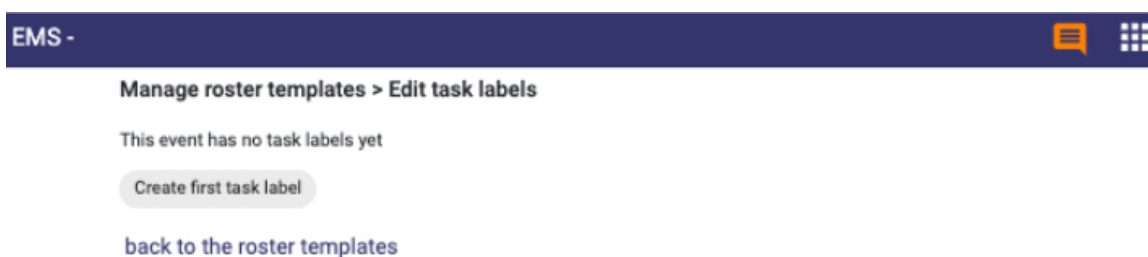 EMS -
Manage roster templates > Edit task labels
This event has no task labels yet
Create first task label
back to the roster templates